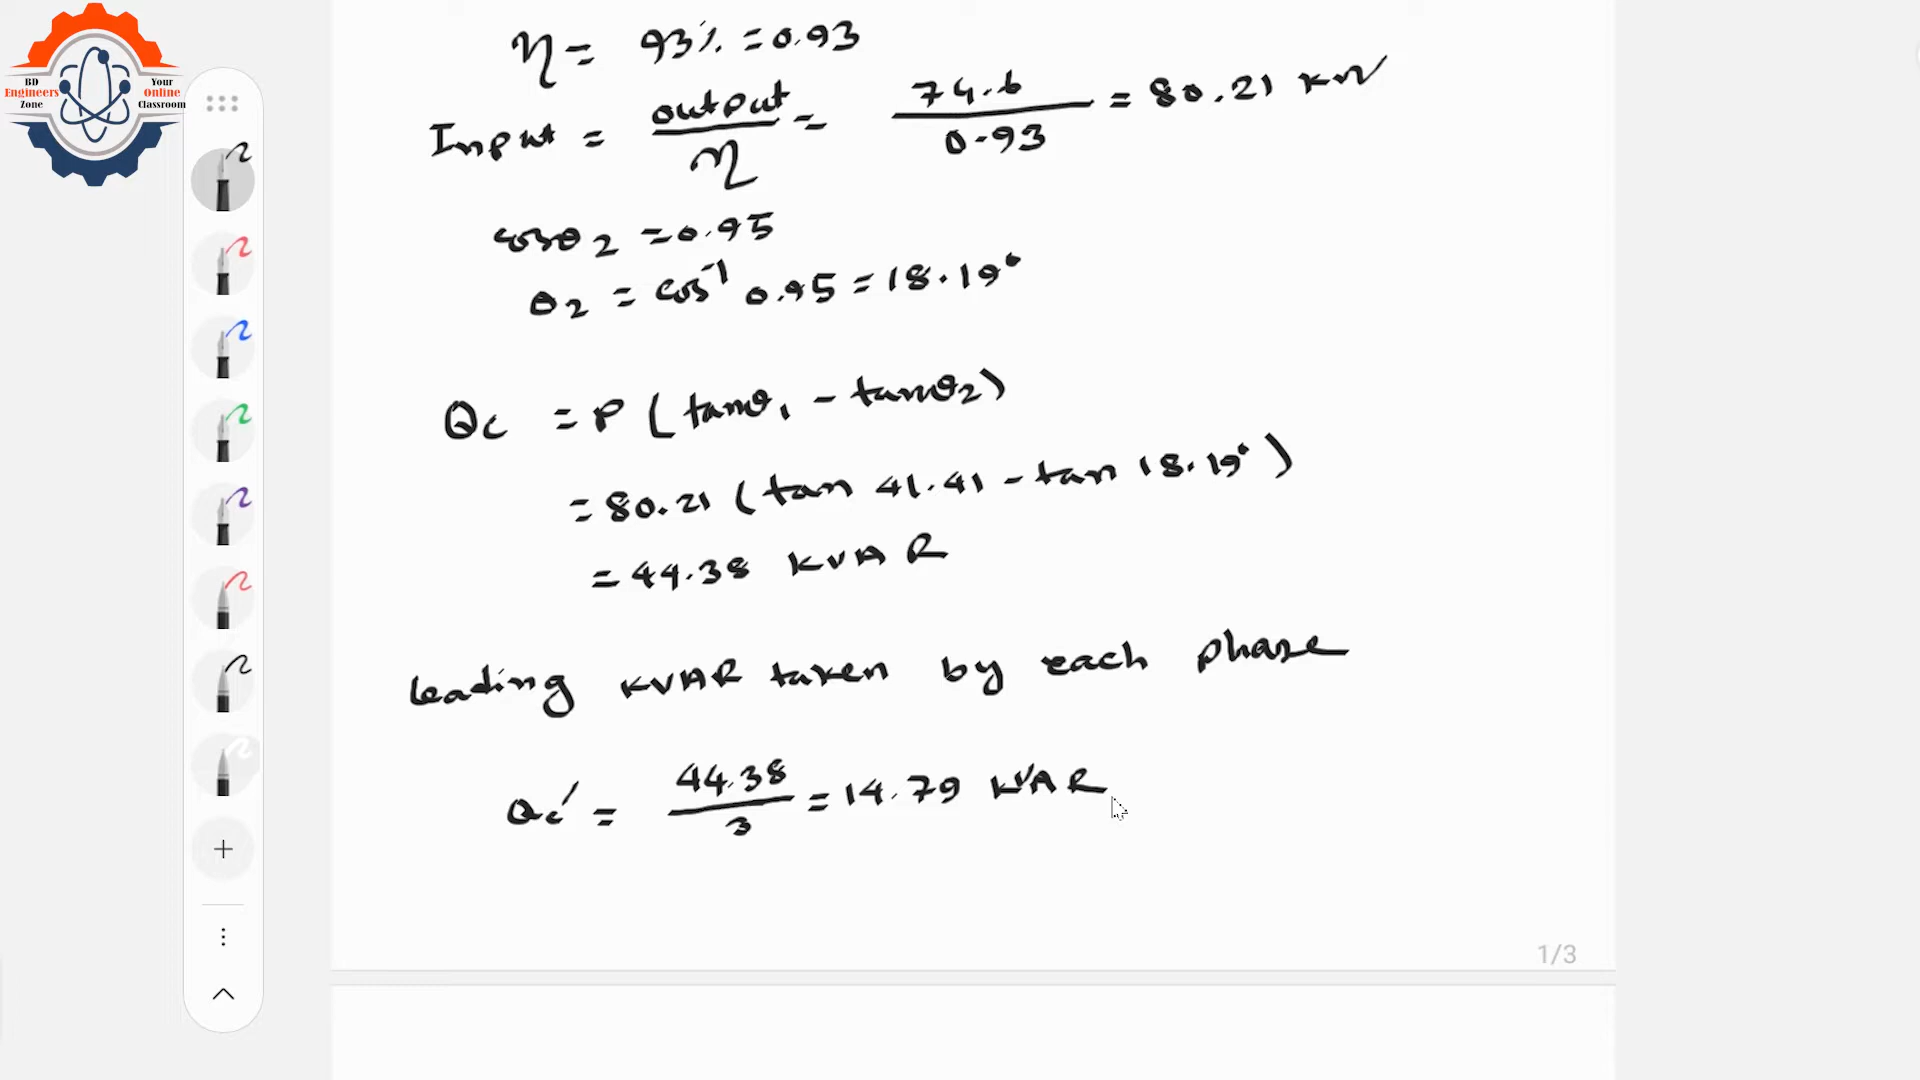 BD
Engineers
Zone
Your
Online
Classroom
η = 93% = 0.93
Input = output/η = 74.6/0.93 = 80.21 kW
cosθ2 = 0.95
θ2 = cos⁻¹ 0.95 = 18.19°
Qc = P (tanθ1 - tanθ2)
= 80.21 (tan 41.41 - tan 18.19°)
= 44.38 KVAR
Leading KVAR taken by each phase
Qc' = 44.38/3 = 14.79 KVAR
1/3